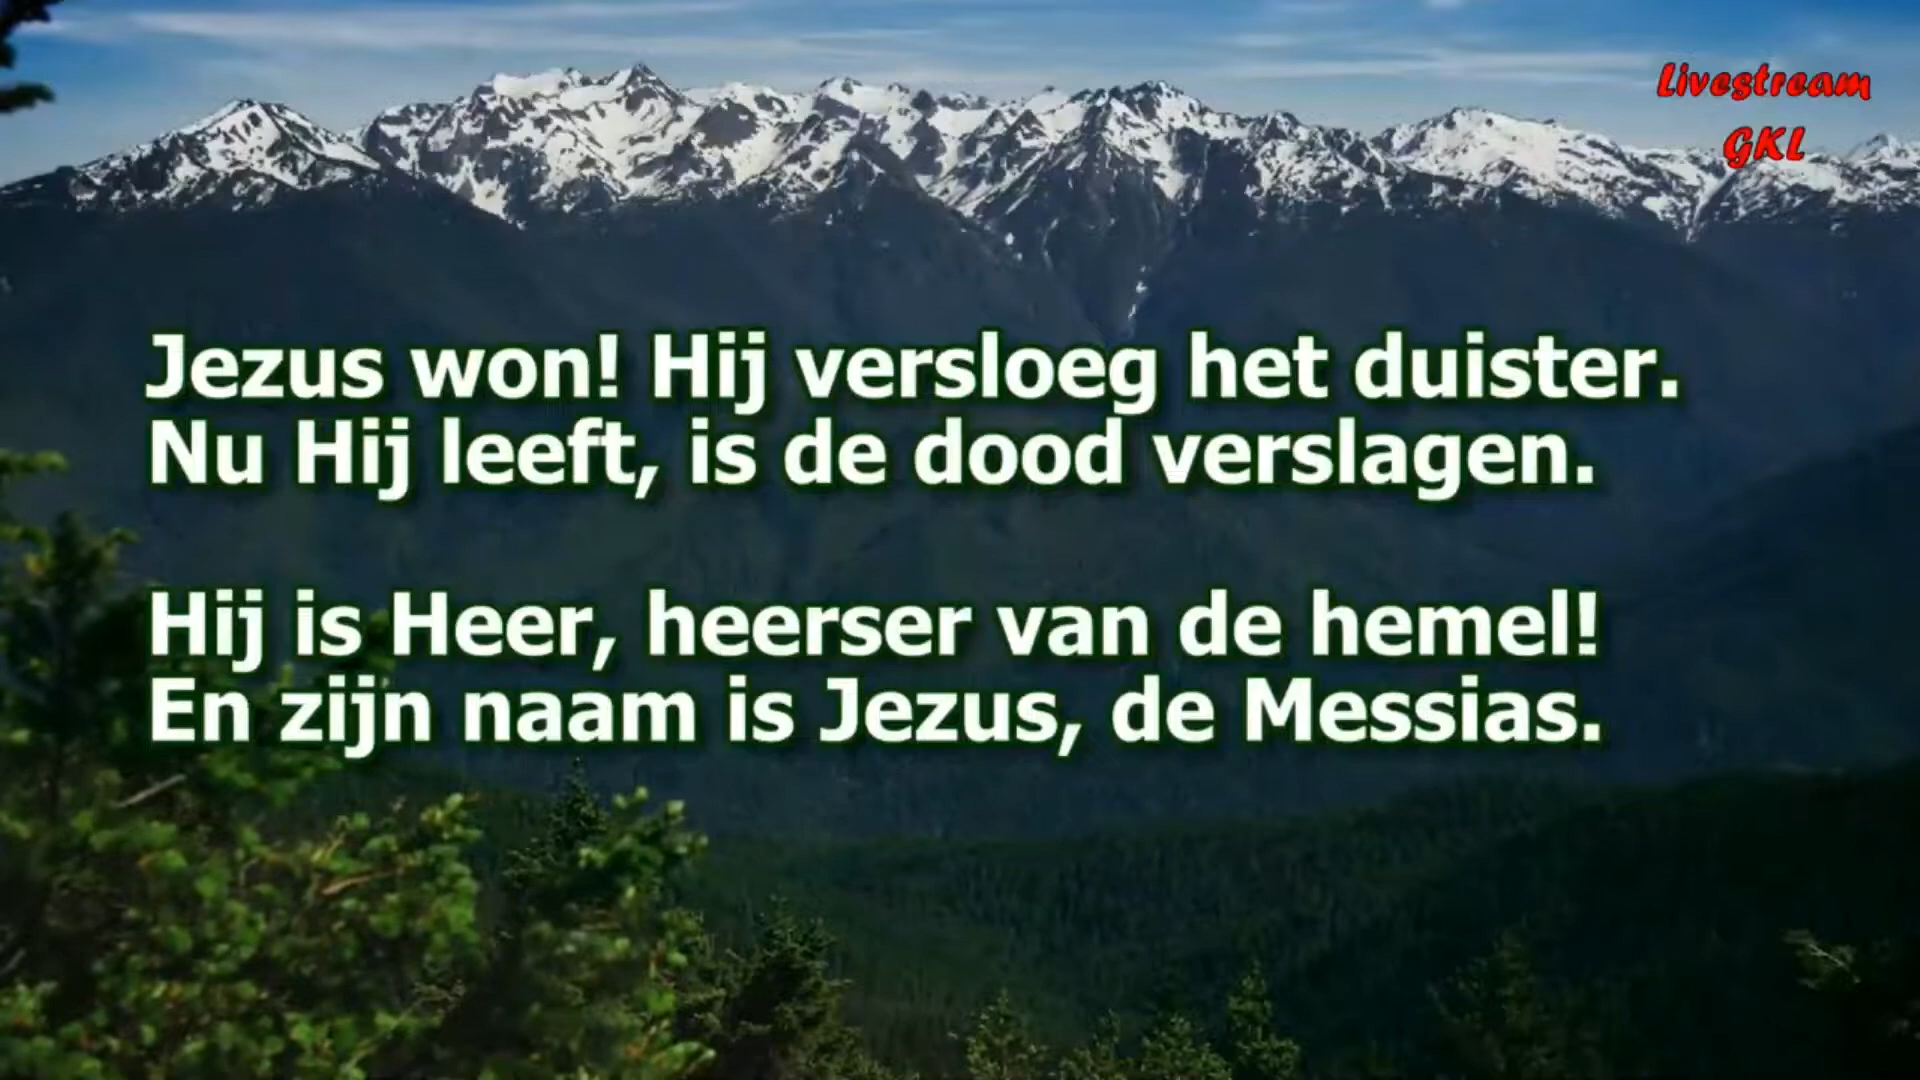 Livestream
GKL
Jezus won! Hij versloeg het duister.
Nu Hij leeft, is de dood verslagen.
Hij is Heer, heerser van de hemel!
En zijn naam is Jezus, de Messias.